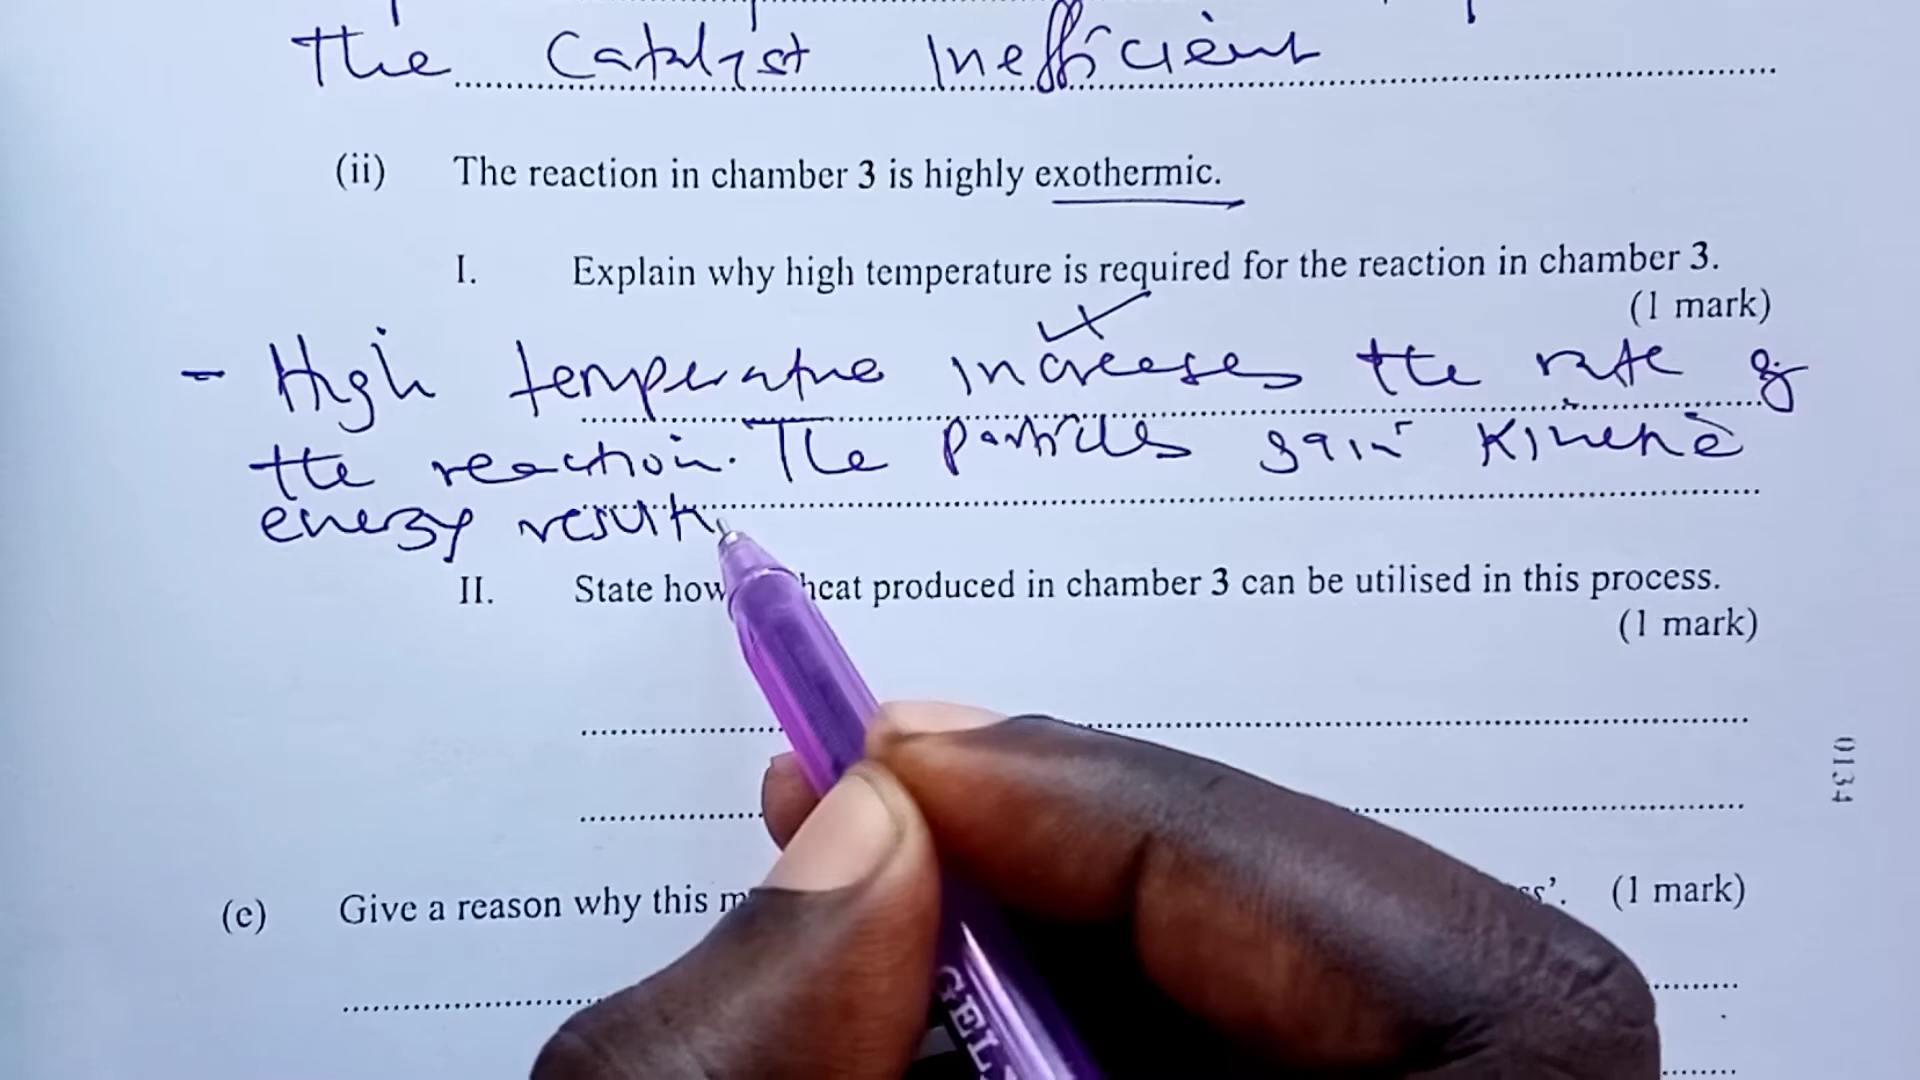 the catalyst inefficient
(ii) The reaction in chamber 3 is highly exothermic.
I. Explain why high temperature is required for the reaction in chamber 3.
(1 mark)
- High temperature increases the rate of
the reaction. The particles gain kinetic
energy result
II. State how heat produced in chamber 3 can be utilised in this process.
(1 mark)
0134
(c) Give a reason why this (1 mark)
GEL